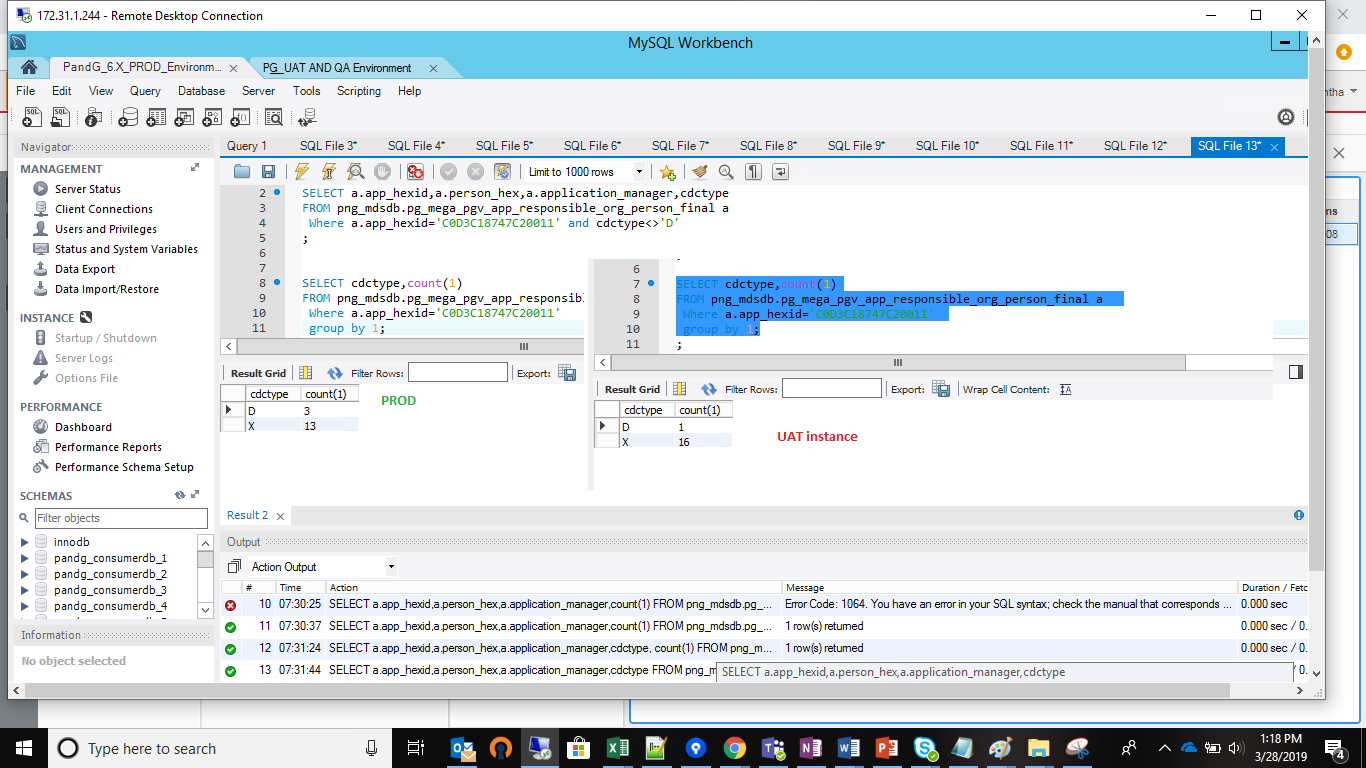 172.31.1.244 - Remote Desktop Connection
MySQL Workbench
PandG_6.X_PROD_Environm...
PG_UAT AND QA Environment
File Edit View Query Database Server Tools Scripting Help
Navigator
MANAGEMENT
Server Status
Client Connections
Users and Privileges
Status and System Variables
Data Export
Data Import/Restore
INSTANCE
Startup / Shutdown
Server Logs
Options File
PERFORMANCE
Dashboard
Performance Reports
Performance Schema Setup
SCHEMAS
Filter objects
innodb
pandg_consumerdb_1
pandg_consumerdb_2
pandg_consumerdb_3
pandg_consumerdb_4
Information
No object selected
Query 1 SQL File 3* SQL File 4* SQL File 5* SQL File 6* SQL File 7* SQL File 8* SQL File 9* SQL File 10* SQL File 11* SQL File 12* SQL File 13*
Limit to 1000 rows
2 SELECT a.app_hexid,a.person_hex,a.application_manager,cdctype
3 FROM png_mdsdb.pg_mega_pgv_app_responsible_org_person_final a
4 Where a.app_hexid='C0D3C18747C20011' and cdctype<>'D'
5 ;
6
7
8 SELECT cdctype,count(1)
9 FROM png_mdsdb.pg_mega_pgv_app_responsib
10 Where a.app_hexid='C0D3C18747C20011'
11 group by 1;
Result Grid Filter Rows: Export:
cdctype count(1)
D 3
X 13
PROD
6
7 SELECT cdctype,count(1)
8 FROM png_mdsdb.pg_mega_pgv_app_responsible_org_person_final a
9 Where a.app_hexid='C0D3C18747C20011'
10 group by 1;
11 ;
Result Grid Filter Rows: Export: Wrap Cell Content:
cdctype count(1)
D 1
X 16
UAT instance
Result 2
Output
Action Output
# Time Action Message Duration / Fetc
10 07:30:25 SELECT a.app_hexid,a.person_hex,a.application_manager,count(1) FROM png_mdsdb.pg_... Error Code: 1064. You have an error in your SQL syntax; check the manual that corresponds ... 0.000 sec
11 07:30:37 SELECT a.app_hexid,a.person_hex,a.application_manager,count(1) FROM png_mdsdb.pg_... 1 row(s) returned 0.000 sec / 0.
12 07:31:24 SELECT a.app_hexid,a.person_hex,a.application_manager,cdctype, count(1) FROM png_m... 1 row(s) returned 0.000 sec / 0.
13 07:31:44 SELECT a.app_hexid,a.person_hex,a.application_manager,cdctype FROM png_m / 0.
SELECT a.app_hexid,a.person_hex,a.application_manager,cdctype
ntha
ns
08
Type here to search
1:18 PM
3/28/2019
4